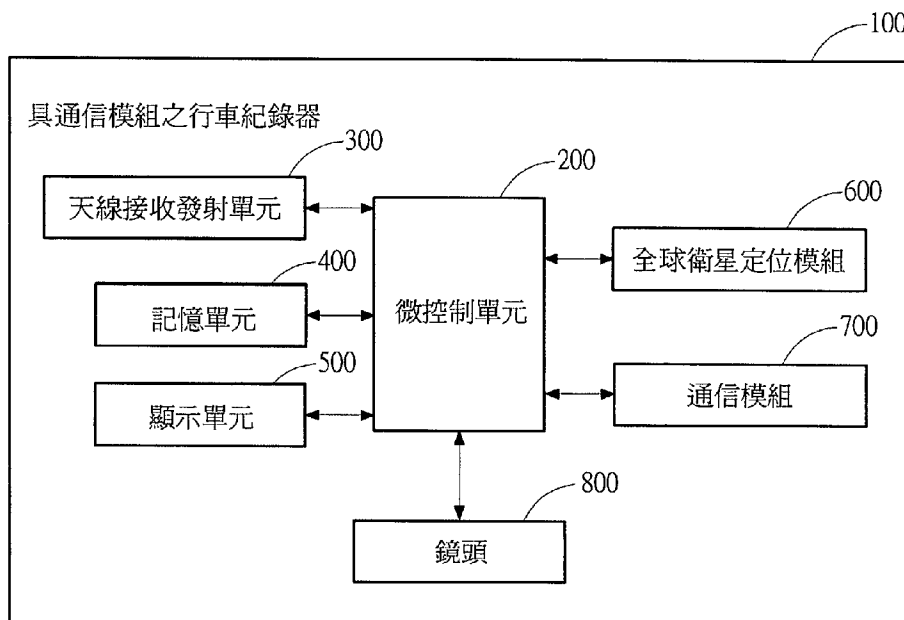 100
具通信模組之行車紀錄器
300
天線接收發射單元
200
微控制單元
600
全球衛星定位模組
400
記憶單元
700
通信模組
500
顯示單元
800
鏡頭